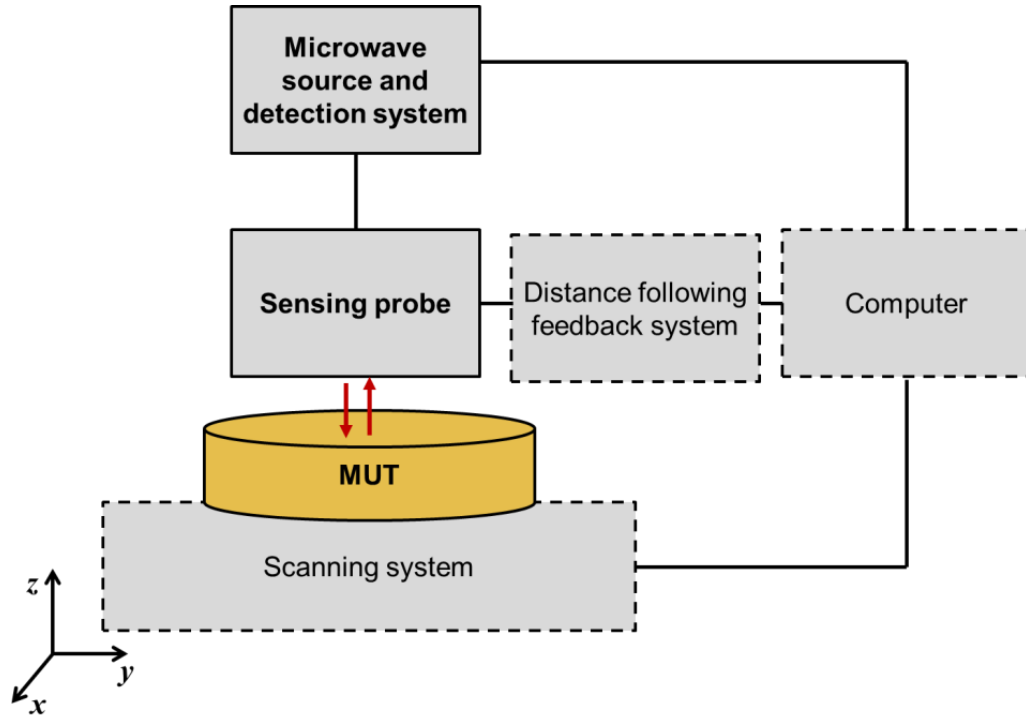 Microwave
source and
detection system
Sensing probe
Distance following
feedback system
Computer
MUT
Scanning system
z
y
x